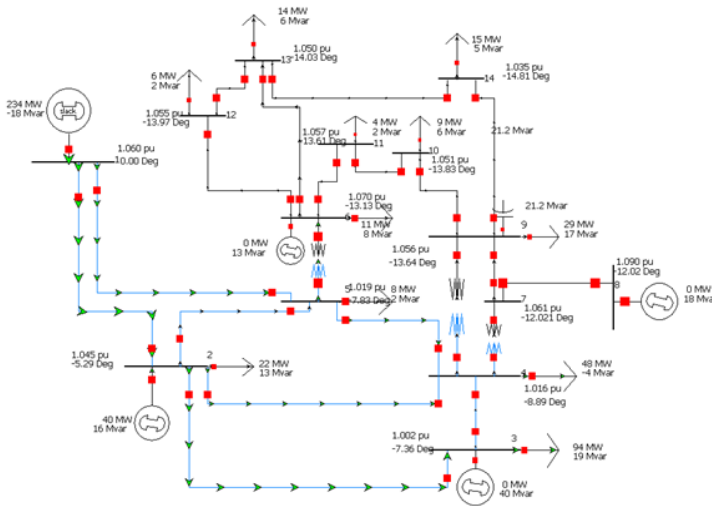 14 MW
6 Mvar
1.050 pu
-14.03 Deg
13
15 MW
5 Mvar
1.035 pu
-14.81 Deg
14
6 MW
2 Mvar
1.055 pu
-13.97 Deg
12
234 MW
-18 Mvar
slack
1.060 pu
0.00 Deg
4 MW
2 Mvar
1.057 pu
-13.61 Deg
11
9 MW
6 Mvar
10
1.051 pu
-13.83 Deg
21.2 Mvar
21.2 Mvar
1.070 pu
-13.13 Deg
6
11 MW
8 Mvar
0 MW
13 Mvar
9
29 MW
17 Mvar
1.056 pu
-13.64 Deg
1.090 pu
-12.02 Deg
8
0 MW
18 Mvar
5
1.019 pu
-7.83 Deg
8 MW
2 Mvar
7
1.061 pu
-12.021 Deg
1.045 pu
-5.29 Deg
2
22 MW
13 Mvar
40 MW
16 Mvar
4
48 MW
-4 Mvar
1.016 pu
-8.89 Deg
1.002 pu
-7.36 Deg
3
94 MW
19 Mvar
0 MW
40 Mvar